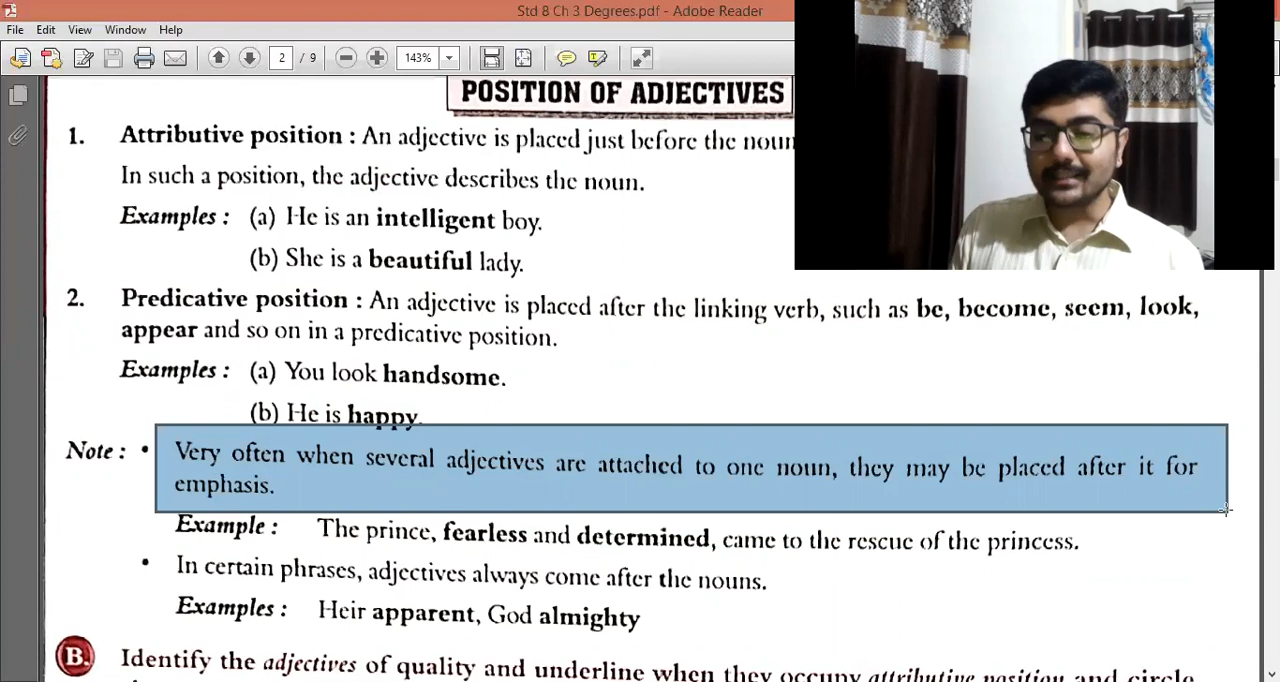 Std 8 Ch 3 Degrees.pdf - Adobe Reader
File Edit View Window Help
2 / 9 143%
POSITION OF ADJECTIVES
1. Attributive position : An adjective is placed just before the noun
In such a position, the adjective describes the noun.
Examples : (a) He is an intelligent boy.
(b) She is a beautiful lady.
2. Predicative position : An adjective is placed after the linking verb, such as be, become, seem, look,
appear and so on in a predicative position.
Examples : (a) You look handsome.
(b) He is happy.
Note : • Very often when several adjectives are attached to one noun, they may be placed after it for
emphasis.
Example : The prince, fearless and determined, came to the rescue of the princess.
• In certain phrases, adjectives always come after the nouns.
Examples : Heir apparent, God almighty
B. Identify the adjectives of quality and underline when they occupy attributive position and circle